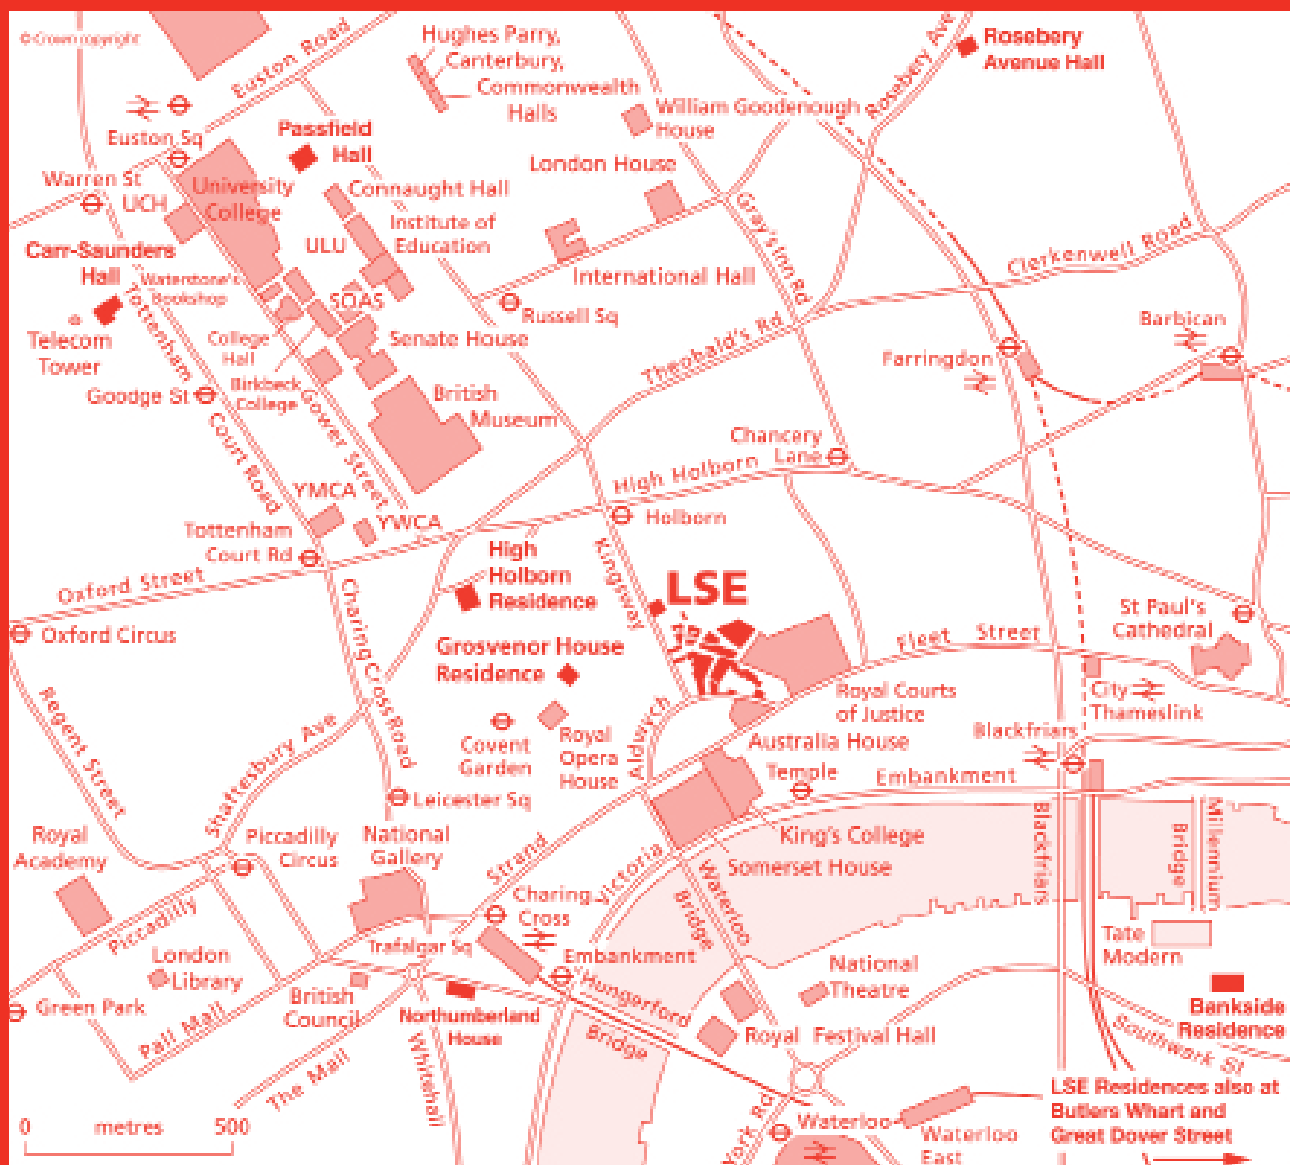 © Crown copyright
Euston Road
Hughes Parry,
Canterbury,
Commonwealth
Halls
Rosebery Ave
Rosebery
Avenue Hall
William Goodenough
House
Euston Sq
Passfield
Hall
London House
Warren St
UCH
University
College
Connaught Hall
Institute of
Education
ULU
Gray's Inn Rd
Clerkenwell Road
Carr-Saunders
Hall
Waterstone's
Bookshop
SOAS
International Hall
Russell Sq
Telecom
Tower
Tottenham
Court Road
College
Hall
Senate House
Theobald's Rd
Barbican
Farringdon
Goodge St
Birkbeck
College
Gower Street
British
Museum
Chancery
Lane
High Holborn
YMCA
YWCA
Holborn
Tottenham
Court Rd
High
Holborn
Residence
Kingsway
LSE
Oxford Street
Oxford Circus
Charing Cross Road
St Paul's
Cathedral
Fleet Street
Grosvenor House
Residence
Royal Courts
of Justice
City
Thameslink
Regent Street
Shaftesbury Ave
Covent
Garden
Royal
Opera
House
Aldwych
Australia House
Blackfriars
Temple
Embankment
Leicester Sq
Royal
Academy
Piccadilly
Circus
National
Gallery
Strand
Victoria
King's College
Somerset House
Blackfriars
Millennium
Bridge
Waterloo
Bridge
Piccadilly
Charing
Cross
Trafalgar Sq
Embankment
Tate
Modern
London
Library
British
Council
National
Theatre
Hungerford
Bridge
Green Park
Pall Mall
Northumberland
House
Royal Festival Hall
Bankside
Residence
Southwark St
The Mall
Whitehall
LSE Residences also at
Butlers Wharf and
Great Dover Street
0 metres 500
York Rd
Waterloo
Waterloo
East